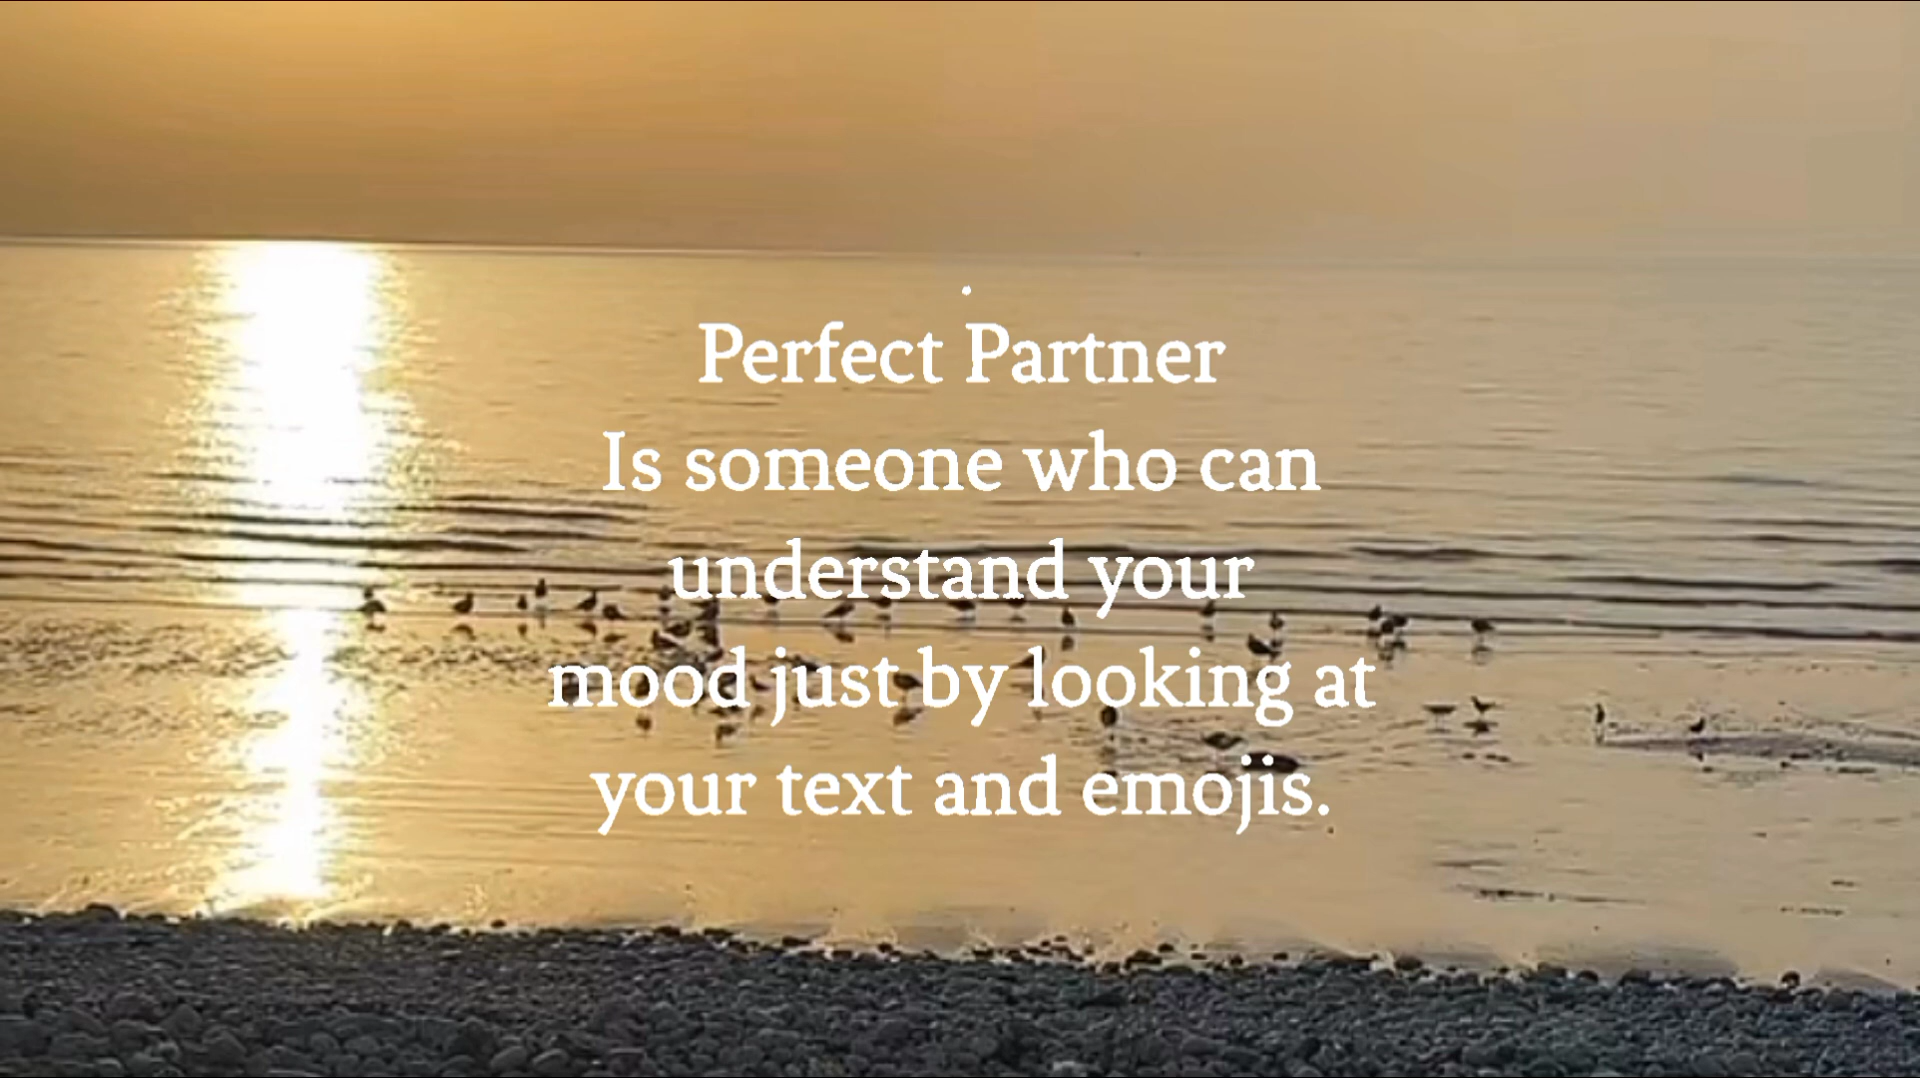 Perfect Partner
Is someone who can
understand your
mood just by looking at
your text and emojis.